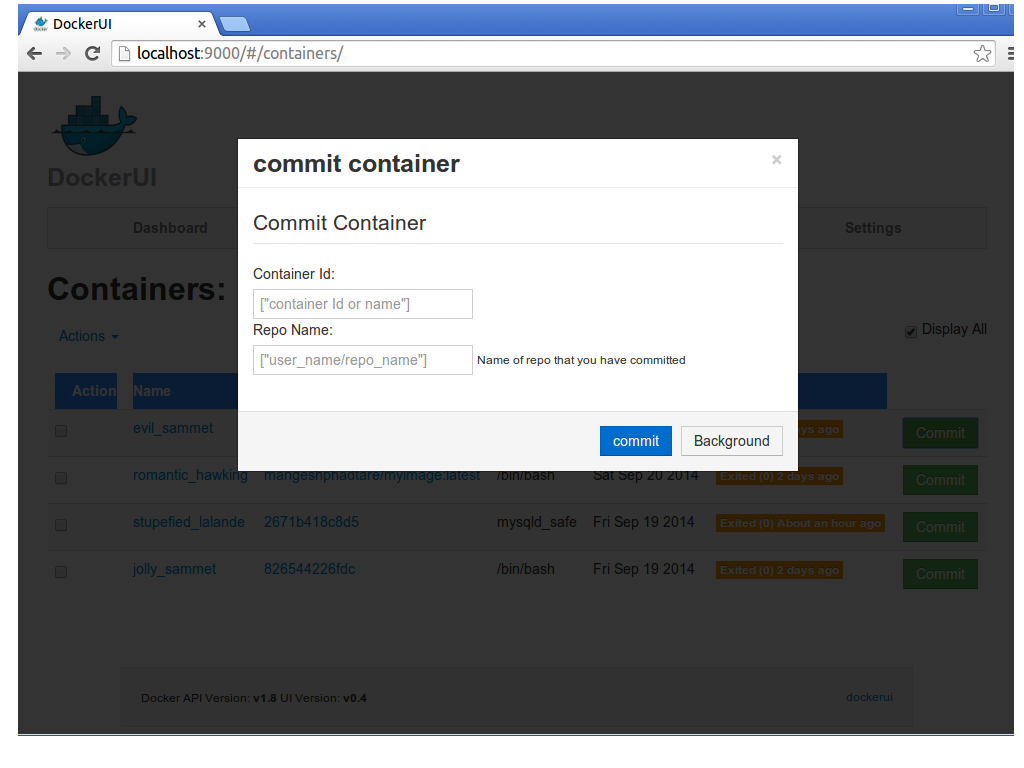 DockerUI
localhost:9000/#/containers/
DockerUI
Dashboard
Settings
Containers:
Actions
Display All
Action Name
commit container
×
Commit Container
Container Id:
["container Id or name"]
Repo Name:
["user_name/repo_name"] Name of repo that you have committed
commit Background
evil_sammet ys ago Commit
romantic_hawking mangeshphadtare/myimage:latest /bin/bash Sat Sep 20 2014 Exited (0) 2 days ago Commit
stupefied_lalande 2671b418c8d5 mysqld_safe Fri Sep 19 2014 Exited (0) About an hour ago Commit
jolly_sammet 826544226fdc /bin/bash Fri Sep 19 2014 Exited (0) 2 days ago Commit
Docker API Version: v1.8 UI Version: v0.4 dockerui